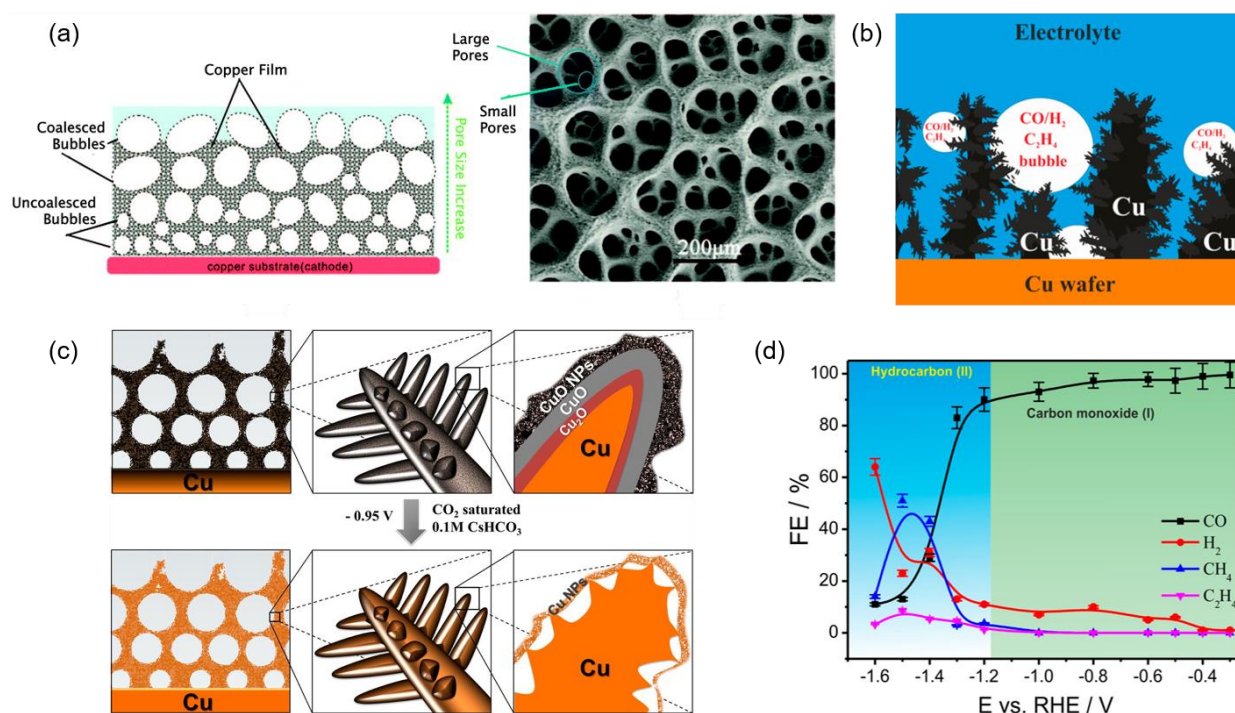 (a)
Copper Film
Coalesced
Bubbles
Uncoalesced
Bubbles
Pore Size Increase
copper substrate(cathode)
Large
Pores
Small
Pores
200μm
(b)
Electrolyte
CO/H2
CO/H2
C2H4
bubble
CO/H2
Cu
Cu
Cu
Cu wafer
(c)
Cu
CuO NPs
CuO
Cu2O
Cu
- 0.95 V
CO2 saturated
0.1M CsHCO3
Cu
Cu NPs
Cu
(d)
Hydrocarbon (II)
Carbon monoxide (I)
100
80
60
40
20
0
FE / %
CO
H2
CH4
C2H4
-1.6 -1.4 -1.2 -1.0 -0.8 -0.6 -0.4
E vs. RHE / V